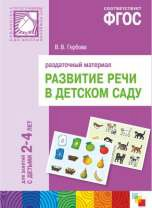 СООТВЕТСТВУЕТ
ФГОС
В. В. Гербова
раздаточный материал
РАЗВИТИЕ РЕЧИ
В ДЕТСКОМ САДУ
ДЛЯ ЗАНЯТИЙ
С ДЕТЬМИ 2-4 ЛЕТ